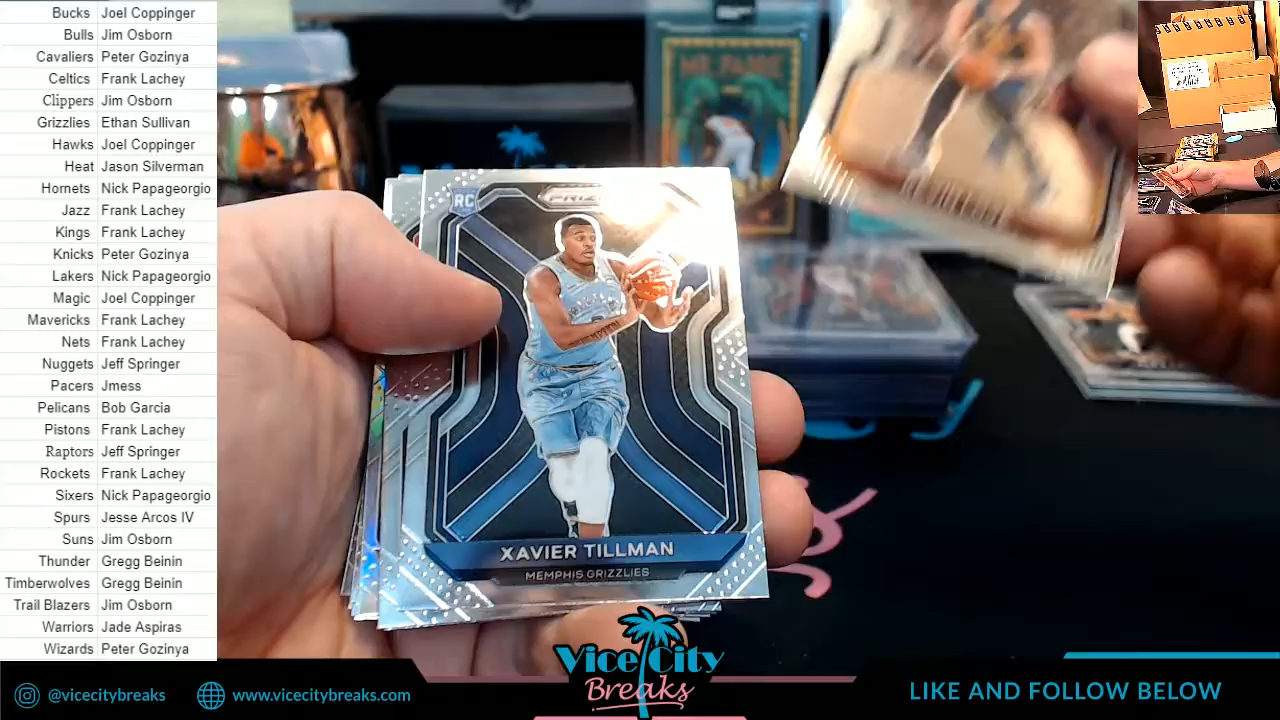 Bucks Joel Coppinger
Bulls Jim Osborn
Cavaliers Peter Gozinya
Celtics Frank Lachey
Clippers Jim Osborn
Grizzlies Ethan Sullivan
Hawks Joel Coppinger
Heat Jason Silverman
Hornets Nick Papageorgio
Jazz Frank Lachey
Kings Frank Lachey
Knicks Peter Gozinya
Lakers Nick Papageorgio
Magic Joel Coppinger
Mavericks Frank Lachey
Nets Frank Lachey
Nuggets Jeff Springer
Pacers Jmess
Pelicans Bob Garcia
Pistons Frank Lachey
Raptors Jeff Springer
Rockets Frank Lachey
Sixers Nick Papageorgio
Spurs Jesse Arcos IV
Suns Jim Osborn
Thunder Gregg Beinin
Timberwolves Gregg Beinin
Trail Blazers Jim Osborn
Warriors Jade Aspiras
Wizards Peter Gozinya
RC
XAVIER TILLMAN
MEMPHIS GRIZZLIES
Vice City
Breaks
@vicecitybreaks
www.vicecitybreaks.com
LIKE AND FOLLOW BELOW